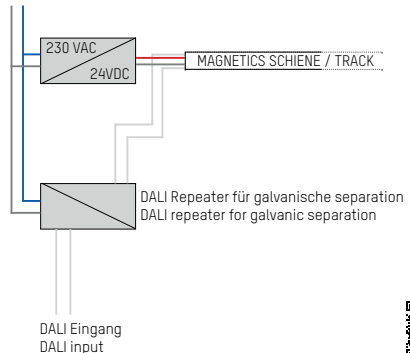 230 VAC
24VDC
MAGNETICS SCHIENE / TRACK
DALI Repeater für galvanische separation
DALI repeater for galvanic separation
DALI Eingang
DALI input